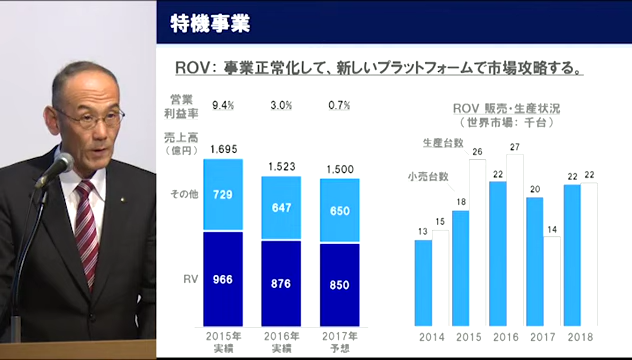 特機事業
ROV： 事業正常化して、新しいプラットフォームで市場攻略する。
営業
利益率
9.4% 3.0% 0.7%
売上高
（億円）
1.695 1.523 1.500
その他 729 647 650
RV 966 876 850
2015年 2016年 2017年
実績 実績 予想
ROV 販売・生産状況
（世界市場： 千台）
生産台数
小売台数
13 15 18 26 22 27 20 14 22 22
2014 2015 2016 2017 2018